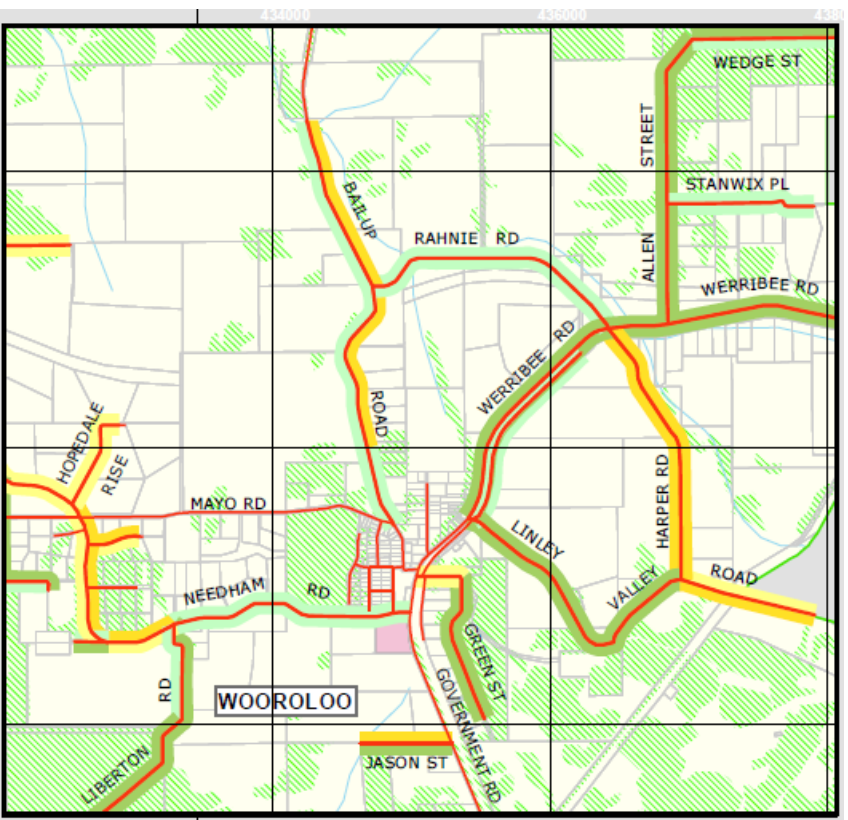 434000
436000
WEDGE ST
STREET
STANWIX PL
BAILUP
RAHNIE RD
ALLEN
WERRIBEE RD
WERRIBEE RD
ROAD
HOPEDALE
RISE
MAYO RD
HARPER RD
LINLEY
NEEDHAM
RD
VALLEY
ROAD
GREEN ST
RD
WOOROLOO
GOVERNMENT RD
JASON ST
LIBERTON